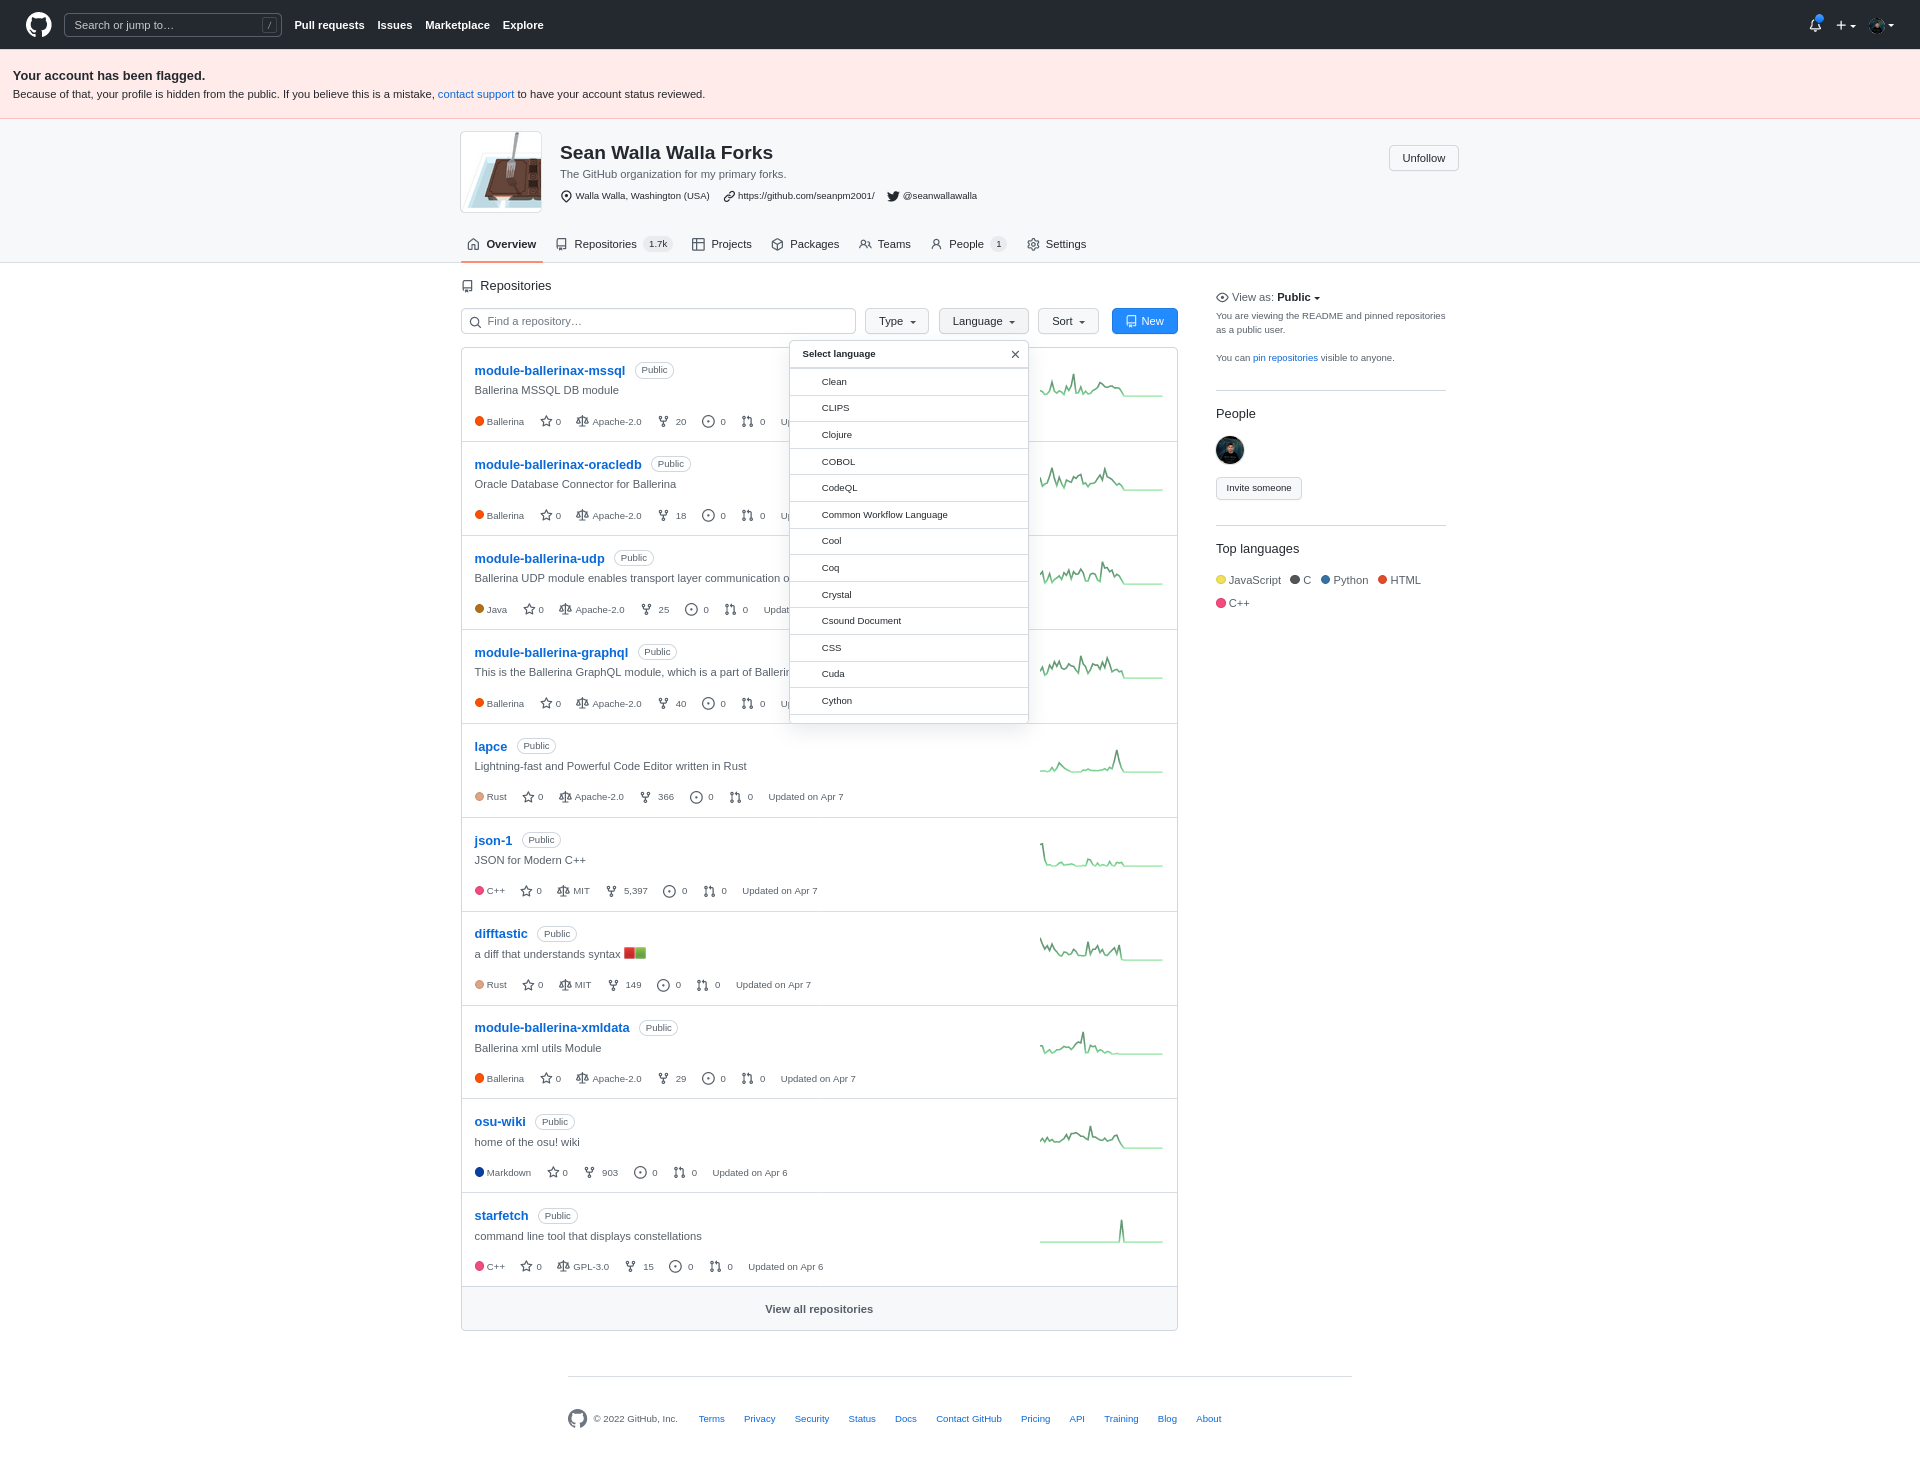 Search or jump to… /
Pull requests Issues Marketplace Explore
Your account has been flagged.
Because of that, your profile is hidden from the public. If you believe this is a mistake, contact support to have your account status reviewed.
Sean Walla Walla Forks
The GitHub organization for my primary forks.
Walla Walla, Washington (USA) https://github.com/seanpm2001/ @seanwallawalla
Unfollow
Overview Repositories 1.7k Projects Packages Teams People 1 Settings
Repositories
Find a repository…
Type Language Sort New
Select language
Clean
CLIPS
Clojure
COBOL
CodeQL
Common Workflow Language
Cool
Coq
Crystal
Csound Document
CSS
Cuda
Cython
module-ballerinax-mssql Public
Ballerina MSSQL DB module
Ballerina 0 Apache-2.0 20 0 0
module-ballerinax-oracledb Public
Oracle Database Connector for Ballerina
Ballerina 0 Apache-2.0 18 0 0
module-ballerina-udp Public
Ballerina UDP module enables transport layer communication
Java 0 Apache-2.0 25 0 0
module-ballerina-graphql Public
This is the Ballerina GraphQL module, which is a part of
Ballerina 0 Apache-2.0 40 0 0
lapce Public
Lightning-fast and Powerful Code Editor written in Rust
Rust 0 Apache-2.0 366 0 0 Updated on Apr 7
json-1 Public
JSON for Modern C++
C++ 0 MIT 5,397 0 0 Updated on Apr 7
difftastic Public
a diff that understands syntax 🟥🟩
Rust 0 MIT 149 0 0 Updated on Apr 7
module-ballerina-xmldata Public
Ballerina xml utils Module
Ballerina 0 Apache-2.0 29 0 0 Updated on Apr 7
osu-wiki Public
home of the osu! wiki
Markdown 0 903 0 0 Updated on Apr 6
starfetch Public
command line tool that displays constellations
C++ 0 GPL-3.0 15 0 0 Updated on Apr 6
View all repositories
View as: Public
You are viewing the README and pinned repositories
as a public user.
You can pin repositories visible to anyone.
People
Invite someone
Top languages
JavaScript C Python HTML
C++
© 2022 GitHub, Inc. Terms Privacy Security Status Docs Contact GitHub Pricing API Training Blog About